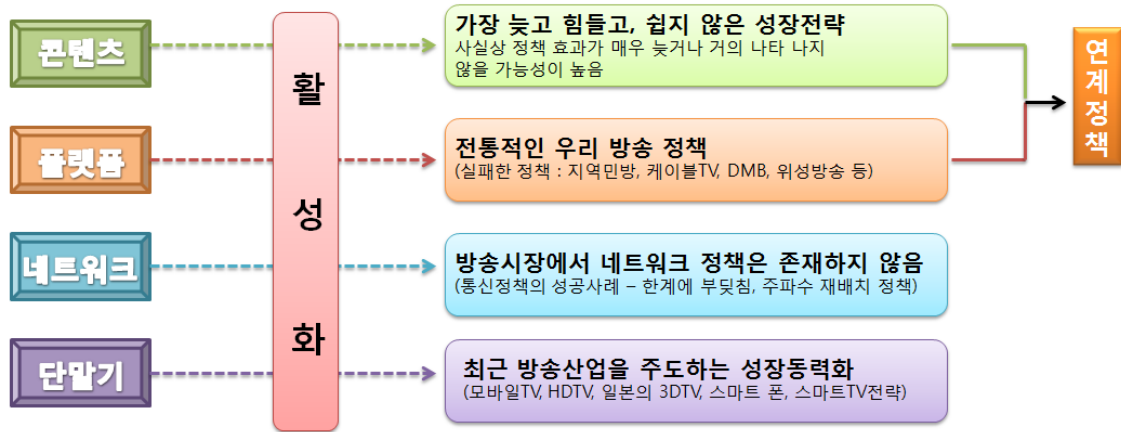 콘텐츠
가장 늦고 힘들고, 쉽지 않은 성장전략
사실상 정책 효과가 매우 늦거나 거의 나타 나지
않을 가능성이 높음
플랫폼
전통적인 우리 방송 정책
(실패한 정책 : 지역민방, 케이블TV, DMB, 위성방송 등)
네트워크
방송시장에서 네트워크 정책은 존재하지 않음
(통신정책의 성공사례 – 한계에 부딪침, 주파수 재배치 정책)
단말기
최근 방송산업을 주도하는 성장동력화
(모바일TV, HDTV, 일본의 3DTV, 스마트 폰, 스마트TV전략)
활성화
연계정책